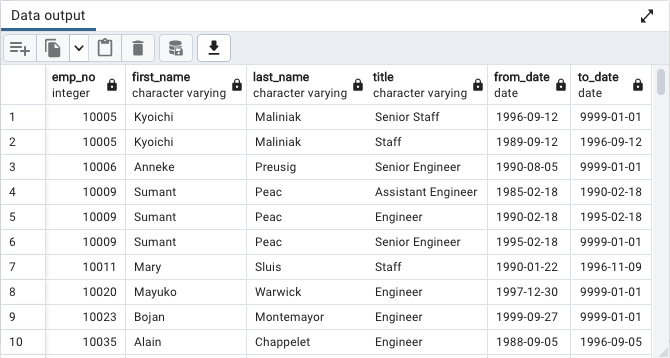 Data output
emp_no first_name last_name title from_date to_date
integer character varying character varying character varying date date
1 10005 Kyoichi Maliniak Senior Staff 1996-09-12 9999-01-01
2 10005 Kyoichi Maliniak Staff 1989-09-12 1996-09-12
3 10006 Anneke Preusig Senior Engineer 1990-08-05 9999-01-01
4 10009 Sumant Peac Assistant Engineer 1985-02-18 1990-02-18
5 10009 Sumant Peac Engineer 1990-02-18 1995-02-18
6 10009 Sumant Peac Senior Engineer 1995-02-18 9999-01-01
7 10011 Mary Sluis Staff 1990-01-22 1996-11-09
8 10020 Mayuko Warwick Engineer 1997-12-30 9999-01-01
9 10023 Bojan Montemayor Engineer 1999-09-27 9999-01-01
10 10035 Alain Chappelet Engineer 1988-09-05 1996-09-05